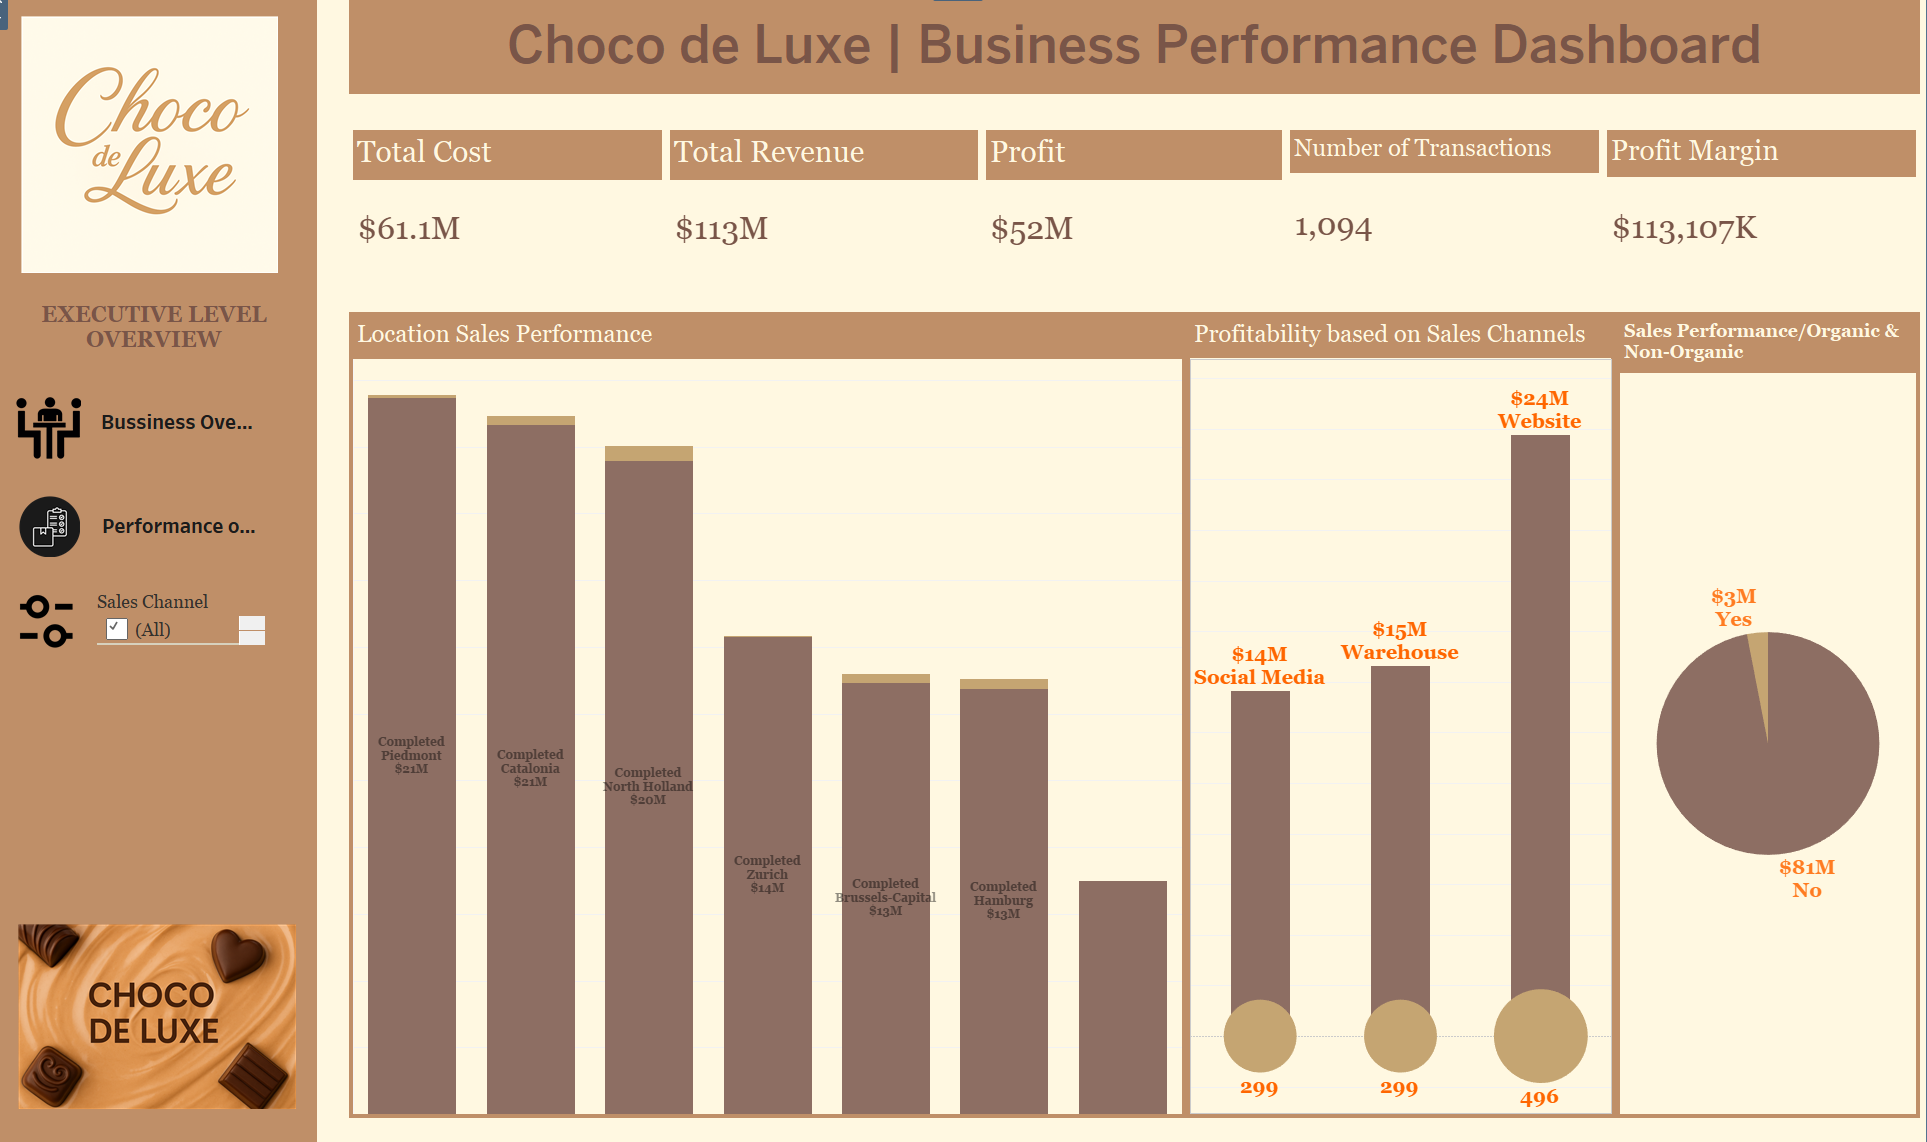 Choco
de
Luxe
EXECUTIVE LEVEL
OVERVIEW
Bussiness Ove...
Performance o...
Sales Channel
(All)
CHOCO
DE LUXE
Choco de Luxe | Business Performance Dashboard
Total Cost
$61.1M
Total Revenue
$113M
Profit
$52M
Number of Transactions
1,094
Profit Margin
$113,107K
Location Sales Performance
Completed
Piedmont
$21M
Completed
Catalonia
$21M
Completed
North Holland
$20M
Completed
Zurich
$14M
Completed
Brussels-Capital
$13M
Completed
Hamburg
$13M
Profitability based on Sales Channels
$14M
Social Media
299
$15M
Warehouse
299
$24M
Website
496
Sales Performance/Organic &
Non-Organic
$3M
Yes
$81M
No